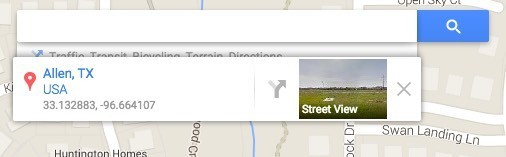 Open Sky Ct
Traffic, Transit, Bicycling, Terrain, Directions
Allen, TX
USA
33.132883, -96.664107
Street View
Swan Landing Ln
Huntington Homes